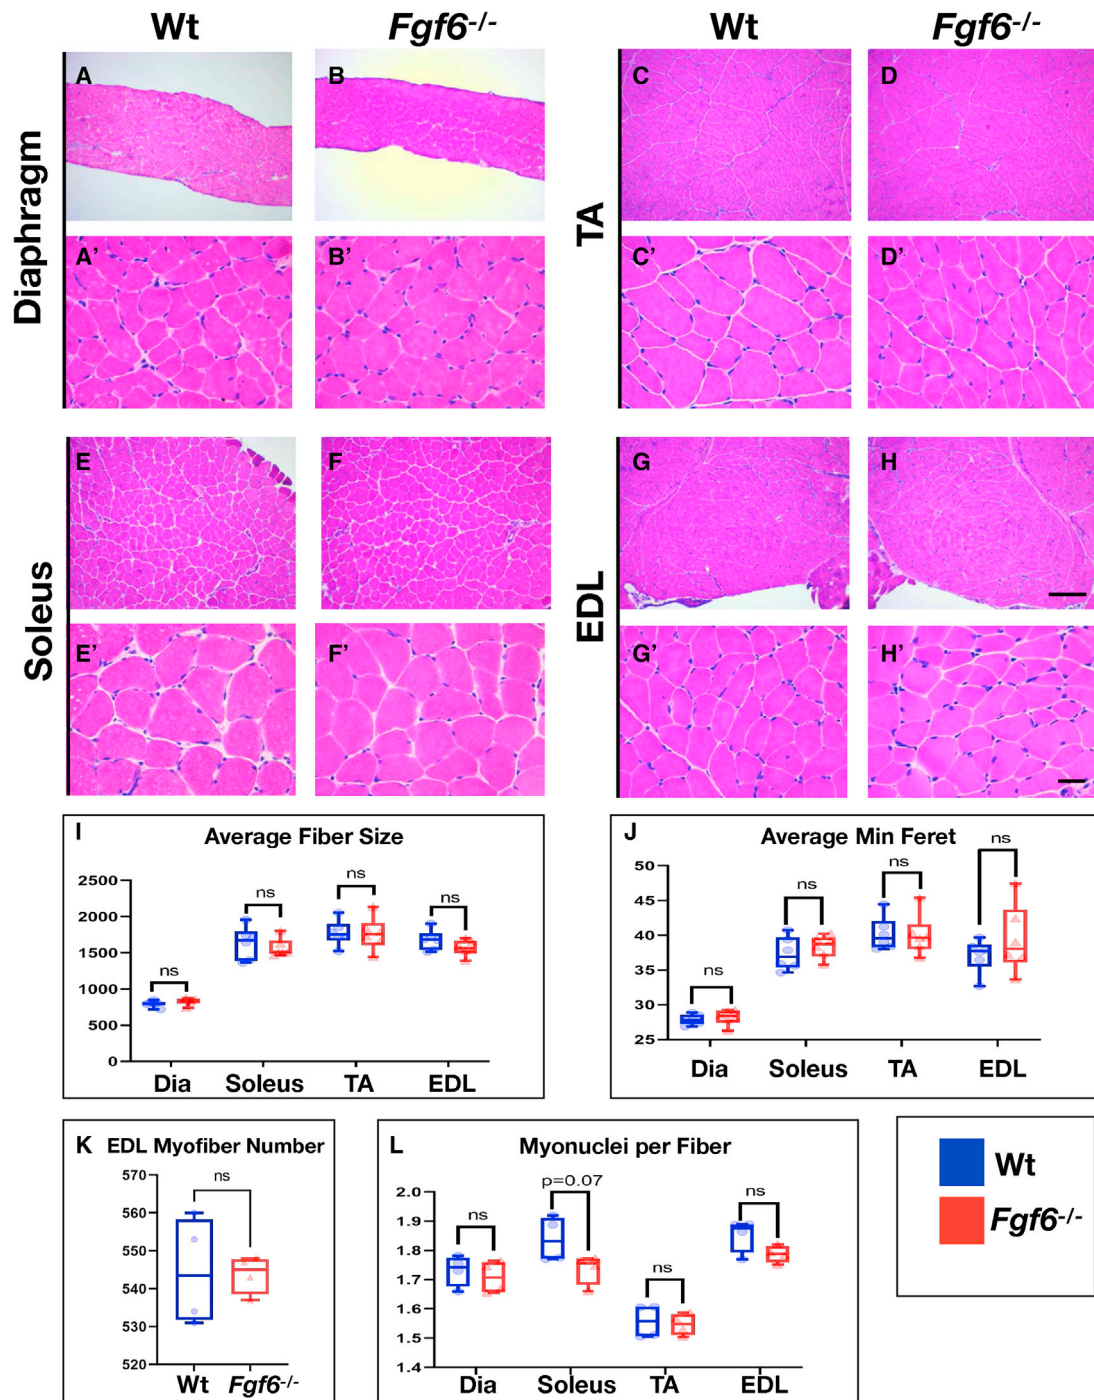 Wt Fgf6-/- Wt Fgf6-/-
Diaphragm
A B
A’ B’
TA
C D
C’ D’
Soleus
E F
E’ F’
EDL
G H
G’ H’
I Average Fiber Size
2500
2000
1500
1000
500
0
ns ns ns ns
Dia Soleus TA EDL
J Average Min Feret
50
45
40
35
30
25
ns ns ns ns
Dia Soleus TA EDL
K EDL Myofiber Number
570
560
550
540
530
520
ns
Wt Fgf6-/-
L Myonuclei per Fiber
2.0
1.9
1.8
1.7
1.6
1.5
1.4
ns p=0.07 ns ns
Dia Soleus TA EDL
Wt
Fgf6-/-